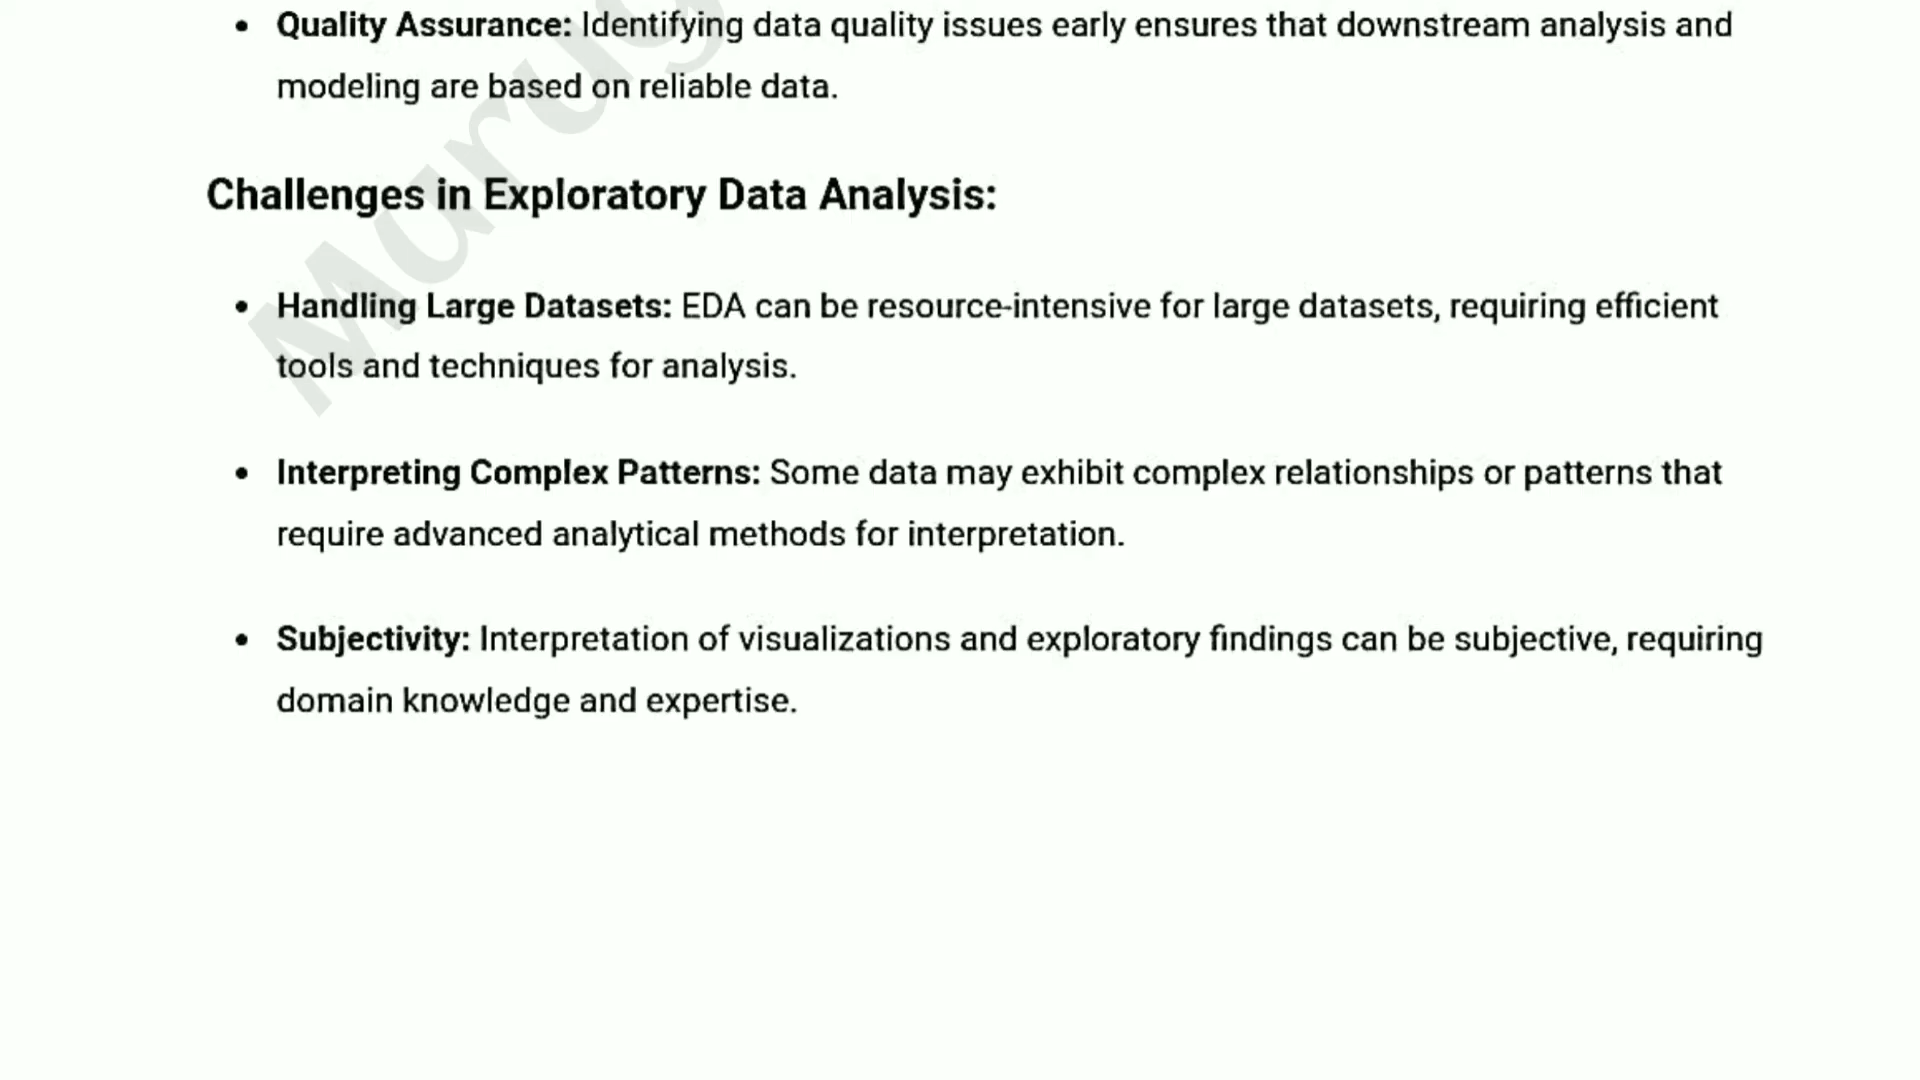 • Quality Assurance: Identifying data quality issues early ensures that downstream analysis and
modeling are based on reliable data.
Challenges in Exploratory Data Analysis:
• Handling Large Datasets: EDA can be resource-intensive for large datasets, requiring efficient
tools and techniques for analysis.
• Interpreting Complex Patterns: Some data may exhibit complex relationships or patterns that
require advanced analytical methods for interpretation.
• Subjectivity: Interpretation of visualizations and exploratory findings can be subjective, requiring
domain knowledge and expertise.